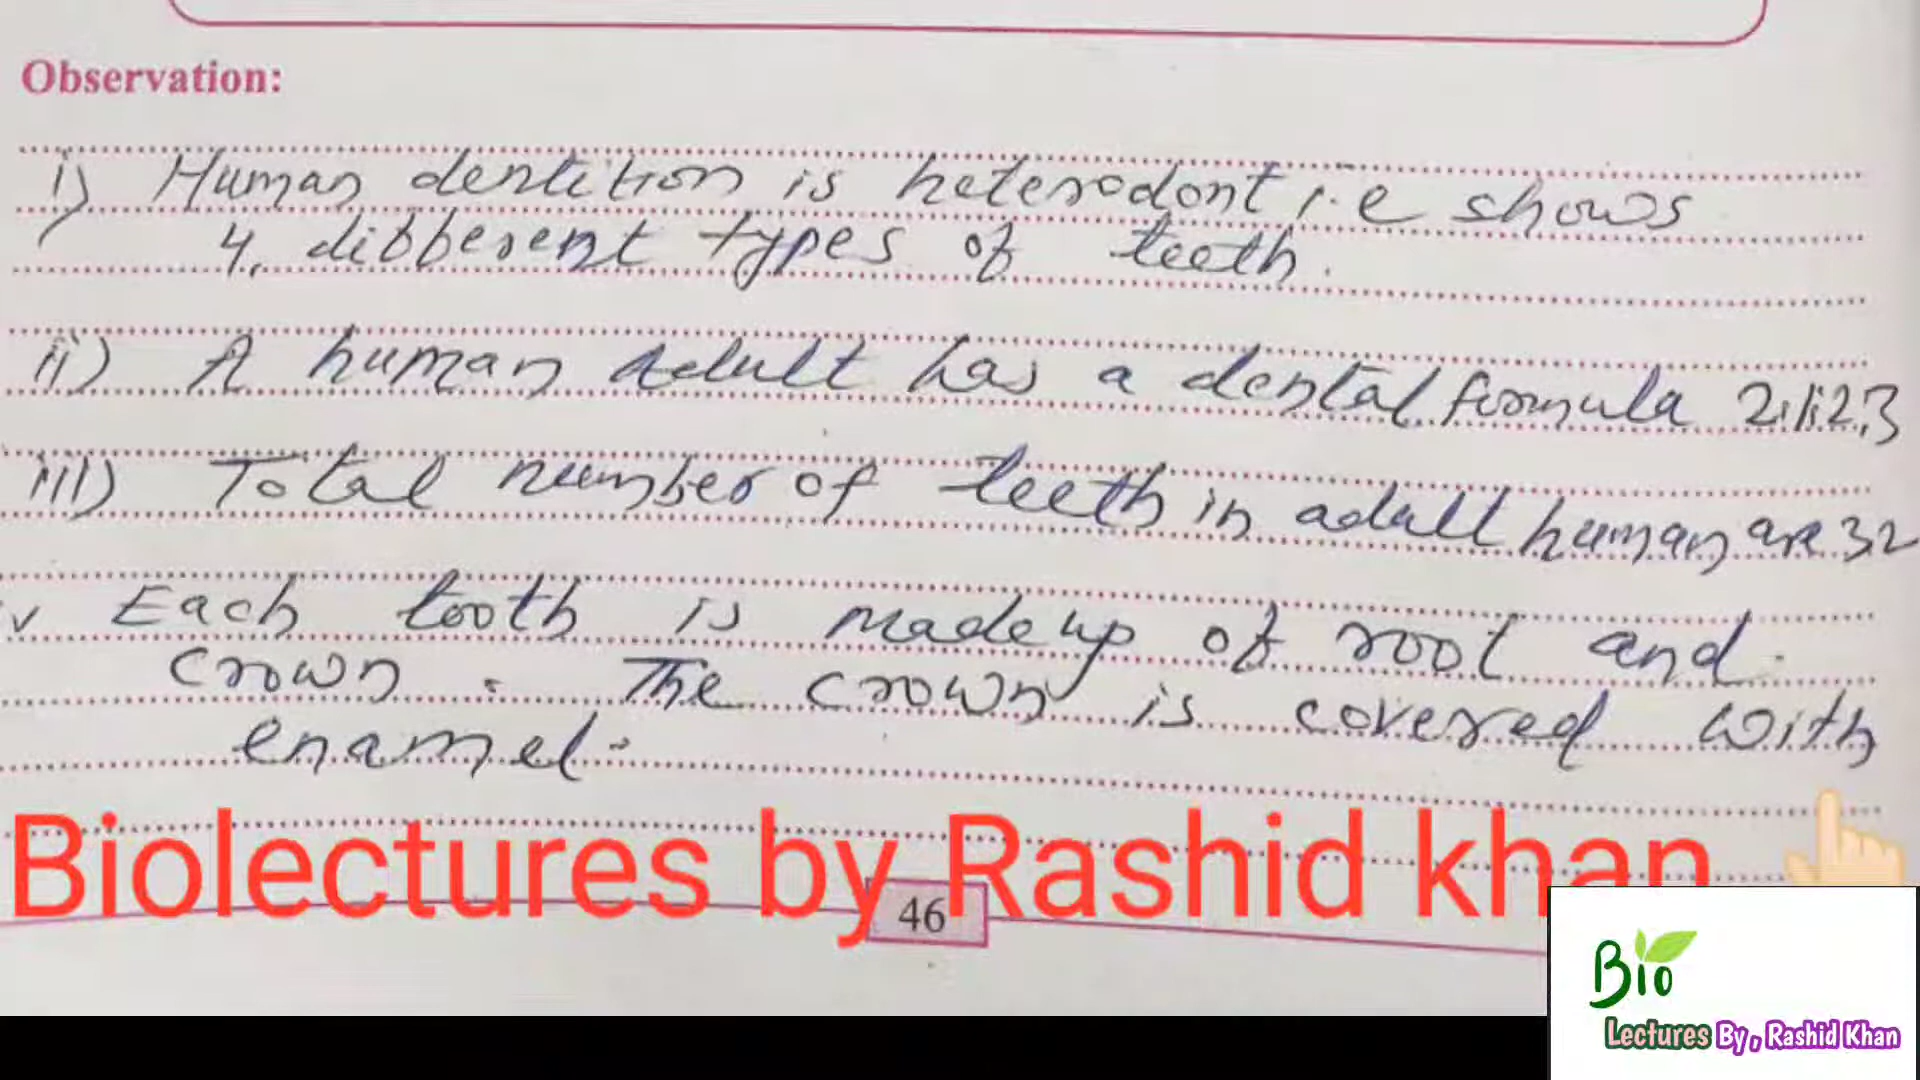 Observation:
i) Human dentition is heterodont i.e shows
4, different types of teeth.
ii) A human adult has a dental formula 2,1,2,3
iii) Total number of teeth in adult human are 32
v Each tooth is made up of root and
crown. The crown is covered with
enamel.
Biolectures by Rashid khan
46
Bio
Lectures By, Rashid Khan